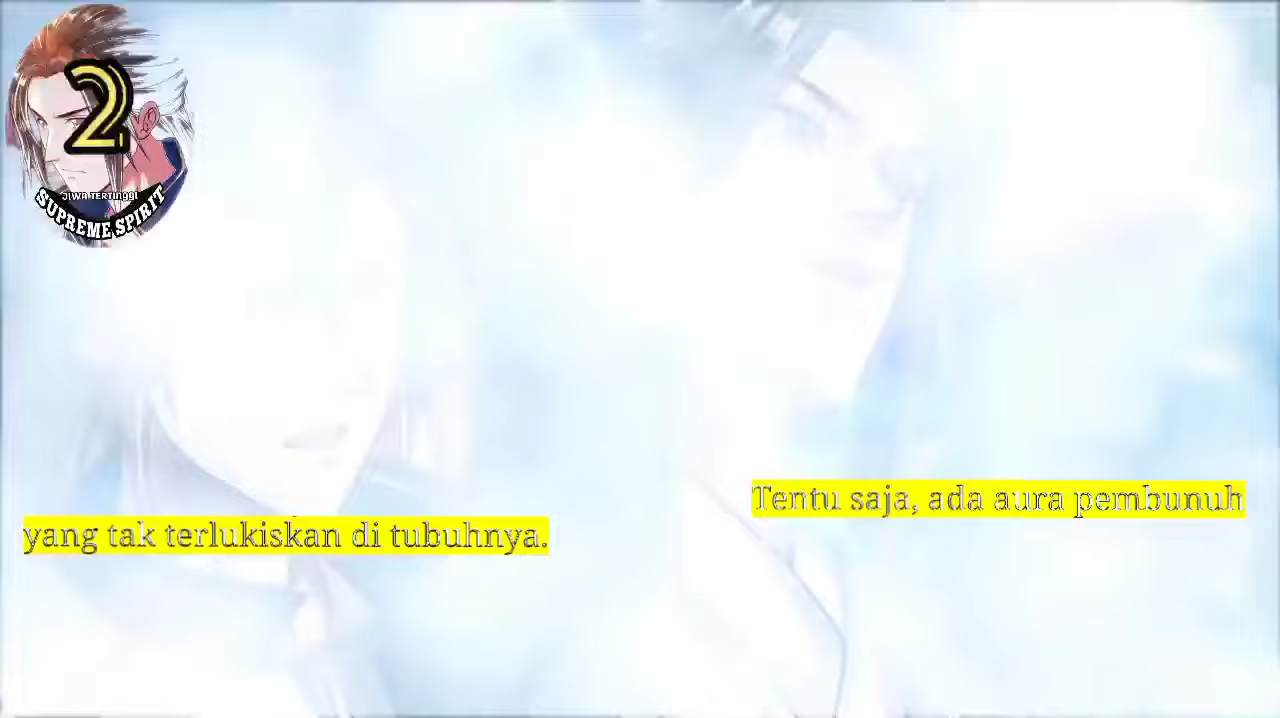 2
JIWA TERTINGGI
SUPREME SPIRIT
Tentu saja, ada aura pembunuh
yang tak terlukiskan di tubuhnya.